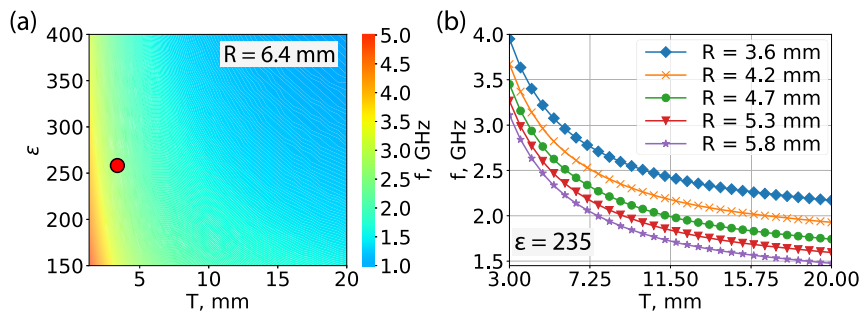 (a)
R = 6.4 mm
ε
400
350
300
250
200
150
5
10
15
20
T, mm
5.0
4.5
4.0
3.5
3.0
2.5
2.0
1.5
1.0
f, GHz
(b)
R = 3.6 mm
R = 4.2 mm
R = 4.7 mm
R = 5.3 mm
R = 5.8 mm
f, GHz
4.0
3.5
3.0
2.5
2.0
1.5
ε = 235
3.00
7.25
11.50
15.75
20.00
T, mm